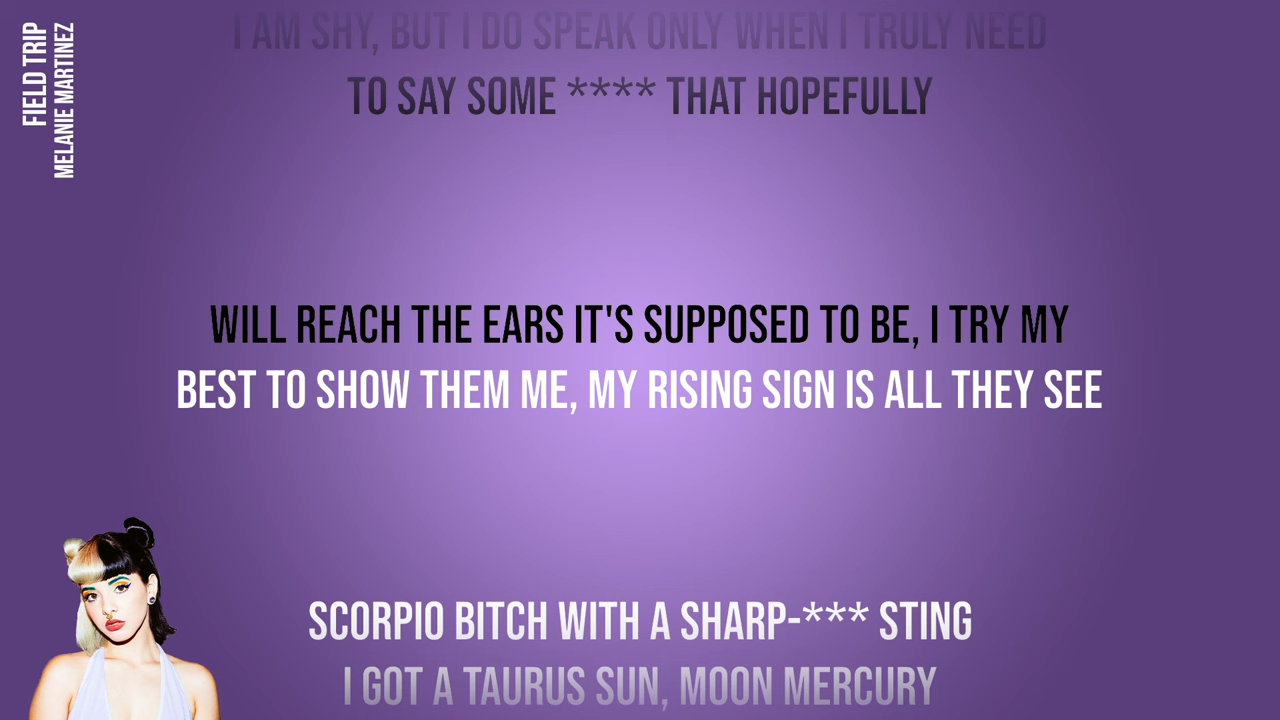 FIELD TRIP
MELANIE MARTINEZ
I AM SHY, BUT I DO SPEAK ONLY WHEN I TRULY NEED
TO SAY SOME **** THAT HOPEFULLY
WILL REACH THE EARS IT'S SUPPOSED TO BE, I TRY MY
BEST TO SHOW THEM ME, MY RISING SIGN IS ALL THEY SEE
SCORPIO BITCH WITH A SHARP-*** STING
I GOT A TAURUS SUN, MOON MERCURY